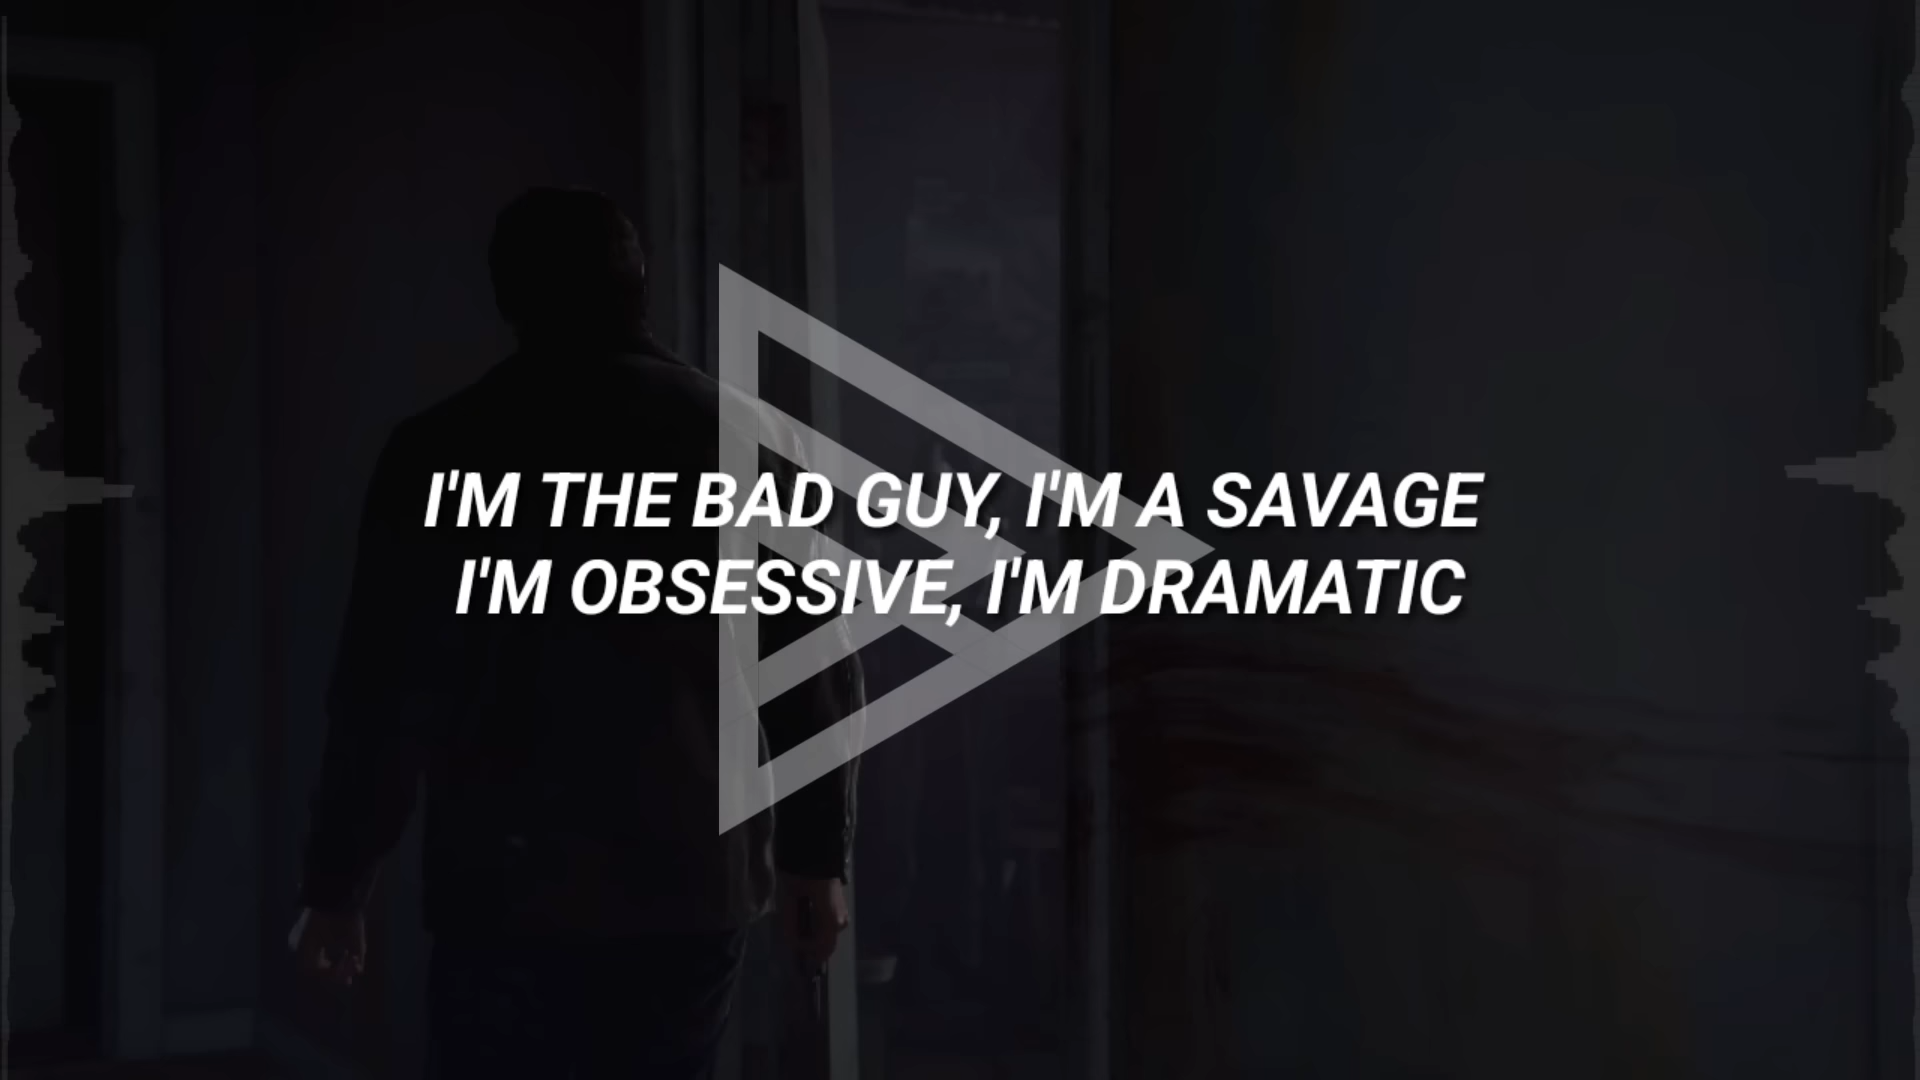 I'M THE BAD GUY, I'M A SAVAGE
I'M OBSESSIVE, I'M DRAMATIC